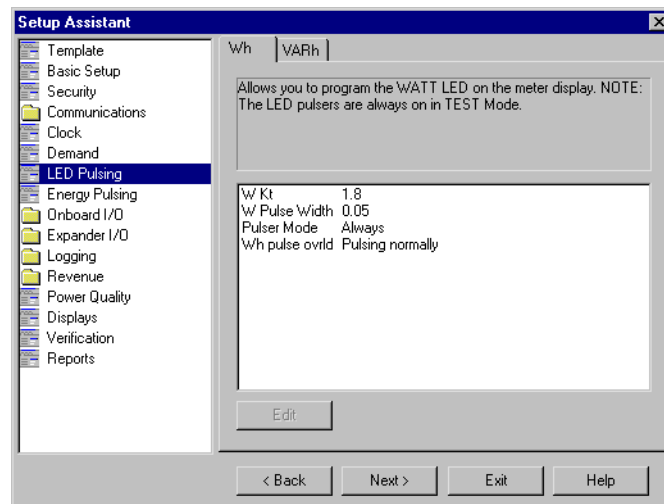 Setup Assistant
Template
Basic Setup
Security
Communications
Clock
Demand
LED Pulsing
Energy Pulsing
Onboard I/O
Expander I/O
Logging
Revenue
Power Quality
Displays
Verification
Reports
Wh VARh
Allows you to program the WATT LED on the meter display. NOTE:
The LED pulsers are always on in TEST Mode.
W Kt 1.8
W Pulse Width 0.05
Pulser Mode Always
Wh pulse ovrld Pulsing normally
Edit
< Back Next > Exit Help